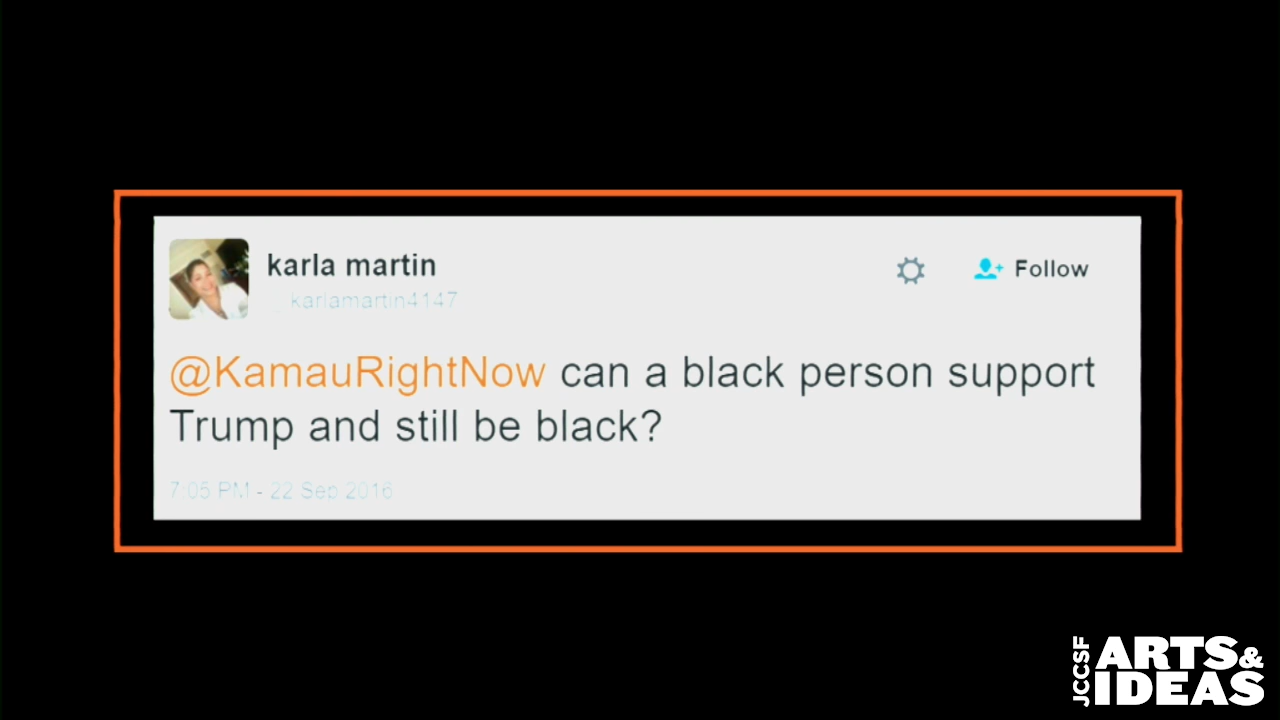 karla martin
karlamartin4147
Follow
@KamauRightNow can a black person support
Trump and still be black?
7:05 PM - 22 Sep 2016
JCCSF
ARTS&
IDEAS